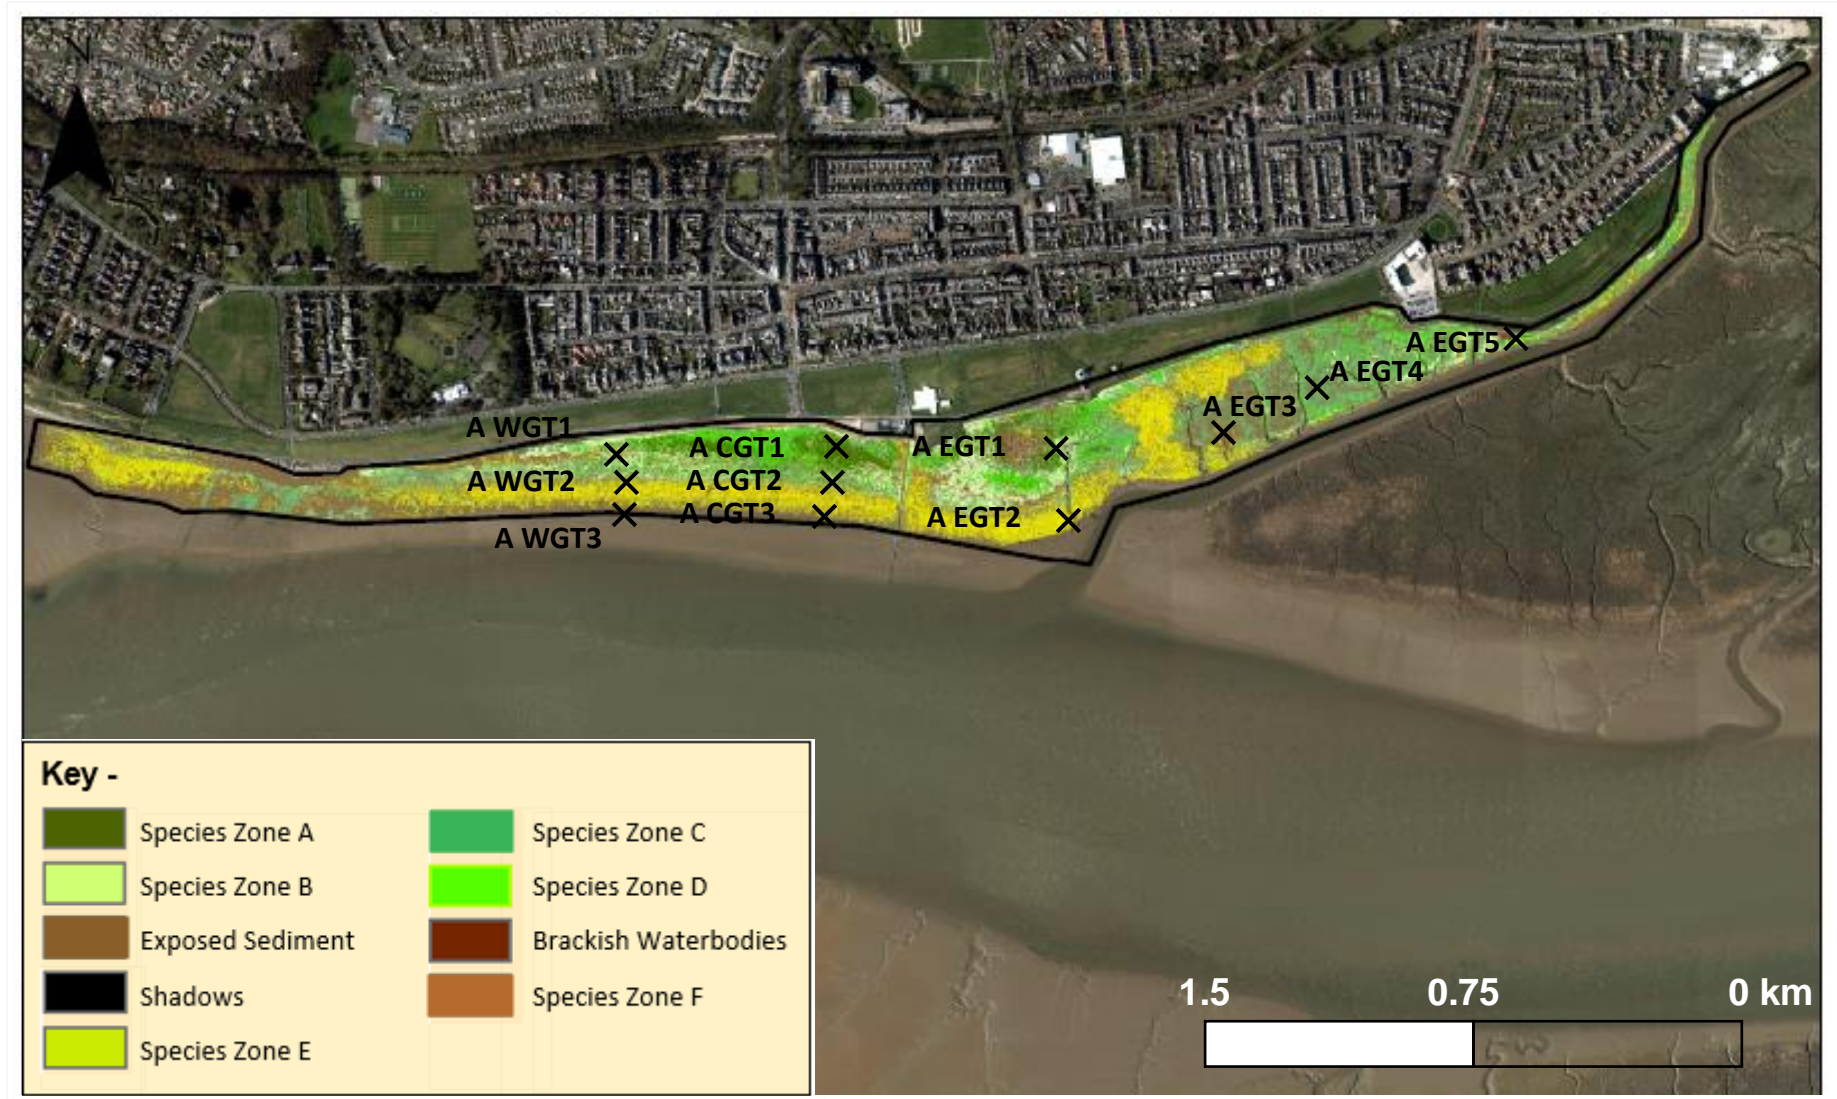 N
A WGT1
A WGT2
A WGT3
A CGT1
A CGT2
A CGT3
A EGT1
A EGT2
A EGT3
A EGT4
A EGT5
Key -
Species Zone A
Species Zone B
Exposed Sediment
Shadows
Species Zone E
Species Zone C
Species Zone D
Brackish Waterbodies
Species Zone F
1.5 0.75 0 km